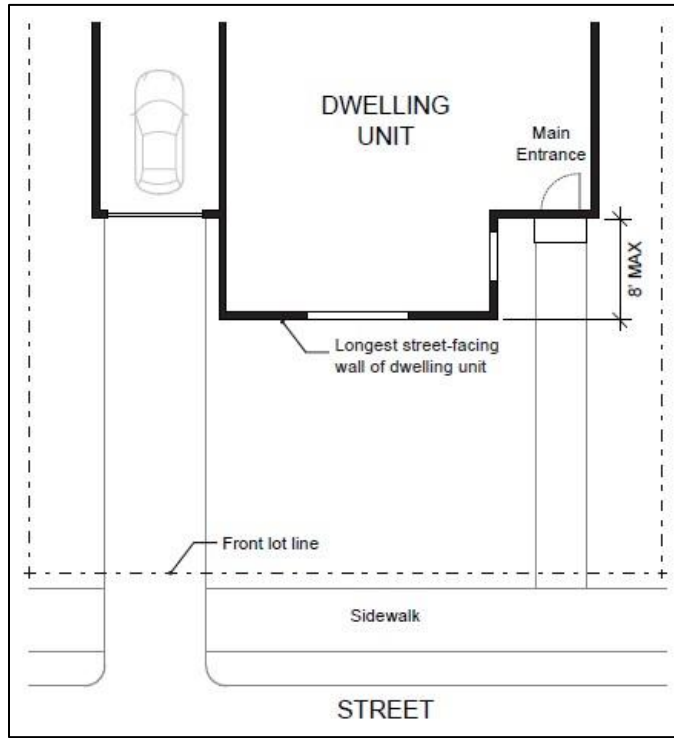 DWELLING
UNIT
Main
Entrance
8' MAX
Longest street-facing
wall of dwelling unit
Front lot line
Sidewalk
STREET